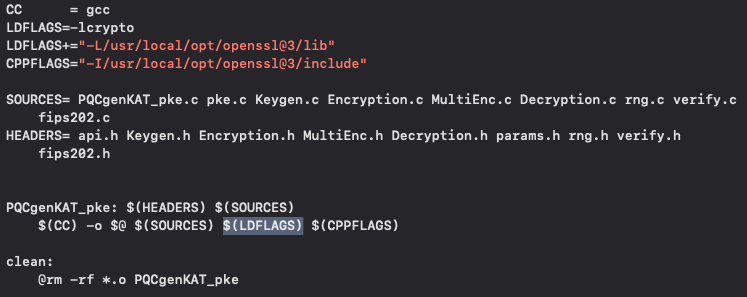 CC      = gcc
LDFLAGS=-lcrypto
LDFLAGS+="-L/usr/local/opt/openssl@3/lib"
CPPFLAGS="-I/usr/local/opt/openssl@3/include"
SOURCES= PQCgenKAT_pke.c pke.c Keygen.c Encryption.c MultiEnc.c Decryption.c rng.c verify.c
    fips202.c
HEADERS= api.h Keygen.h Encryption.h MultiEnc.h Decryption.h params.h rng.h verify.h
    fips202.h
PQCgenKAT_pke: $(HEADERS) $(SOURCES)
    $(CC) -o $@ $(SOURCES) $(LDFLAGS) $(CPPFLAGS)
clean:
    @rm -rf *.o PQCgenKAT_pke